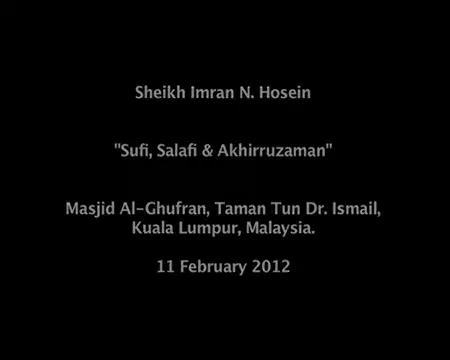 Sheikh Imran N. Hosein
"Sufi, Salafi & Akhirruzaman"
Masjid Al-Ghufran, Taman Tun Dr. Ismail,
Kuala Lumpur, Malaysia.
11 February 2012